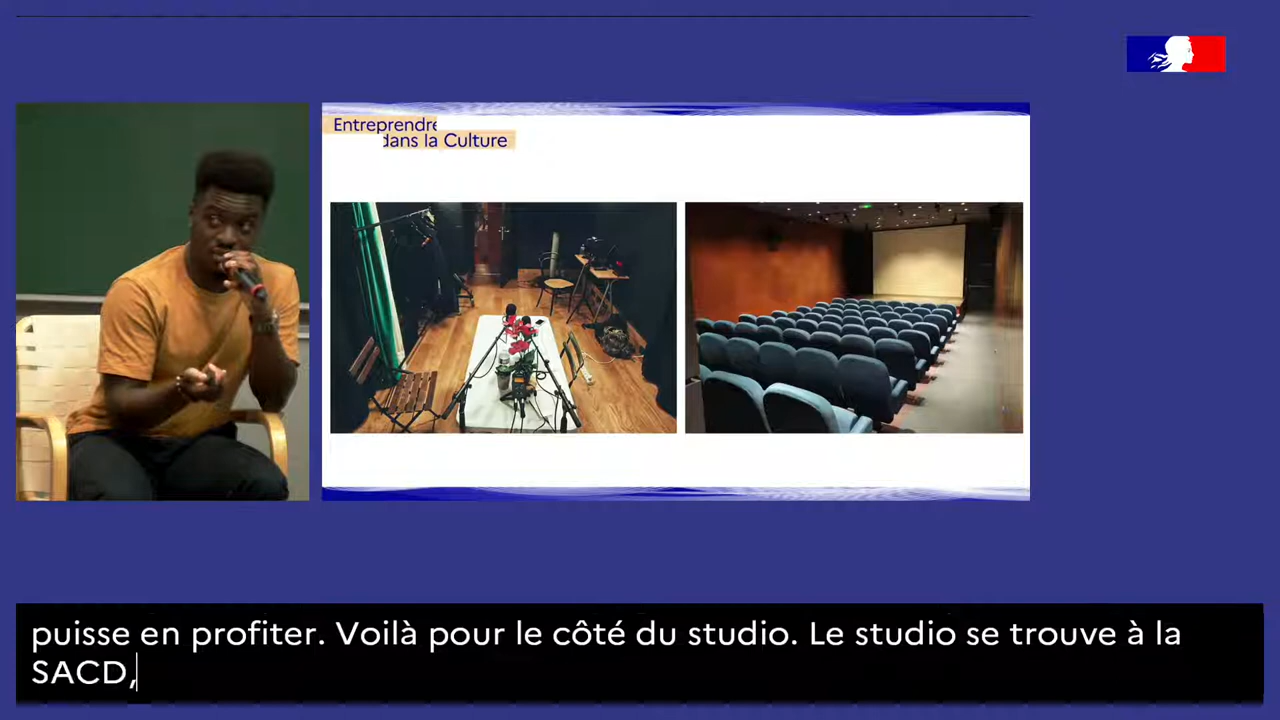 Entreprendre
dans la Culture
puisse en profiter. Voilà pour le côté du studio. Le studio se trouve à la
SACD,